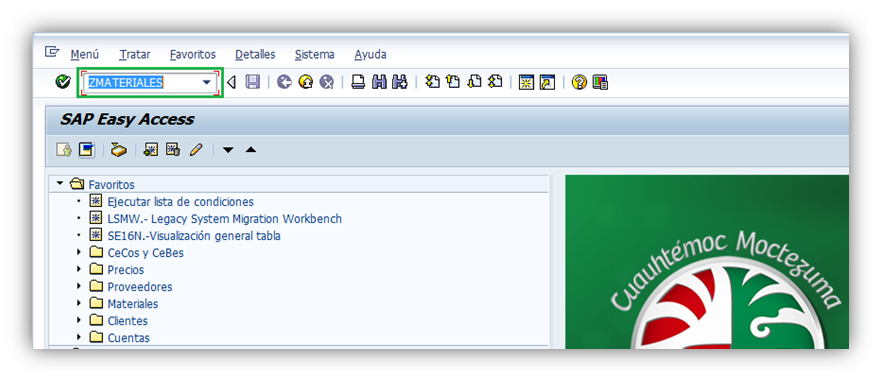 Menú Tratar Favoritos Detalles Sistema Ayuda
ZMATERIALES
SAP Easy Access
Favoritos
Ejecutar lista de condiciones
LSMW.- Legacy System Migration Workbench
SE16N.-Visualización general tabla
CeCos y CeBes
Precios
Proveedores
Materiales
Clientes
Cuentas
Cuauhtémoc Moctezuma